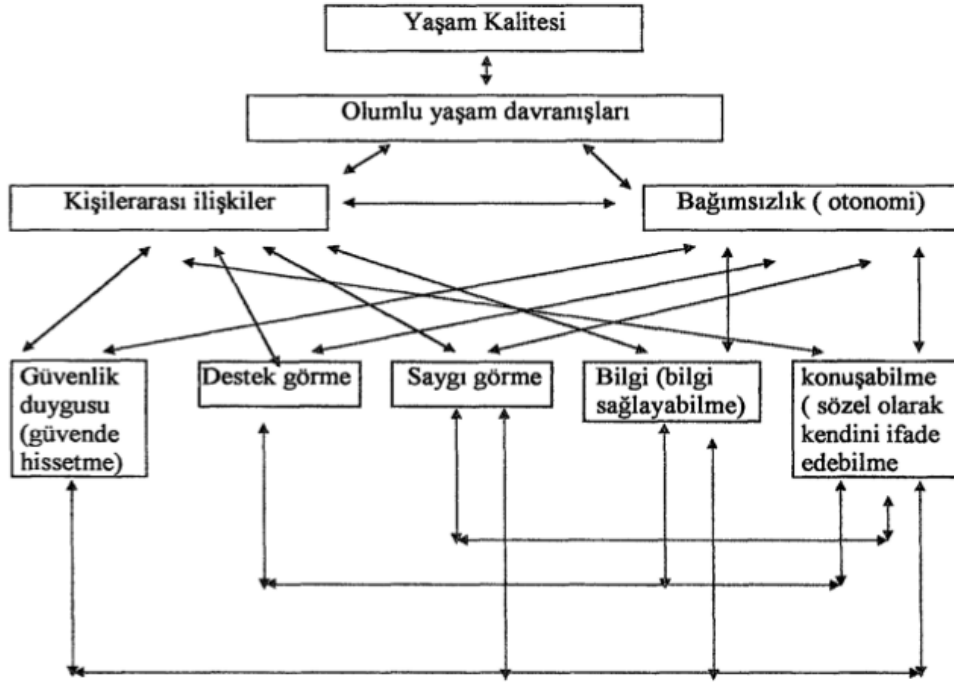 Yaşam Kalitesi
Olumlu yaşam davranışları
Kişilerarası ilişkiler
Bağımsızlık ( otonomi)
Güvenlik
duygusu
(güvende
hissetme)
Destek görme
Saygı görme
Bilgi (bilgi
sağlayabilme)
konuşabilme
( sözel olarak
kendini ifade
edebilme